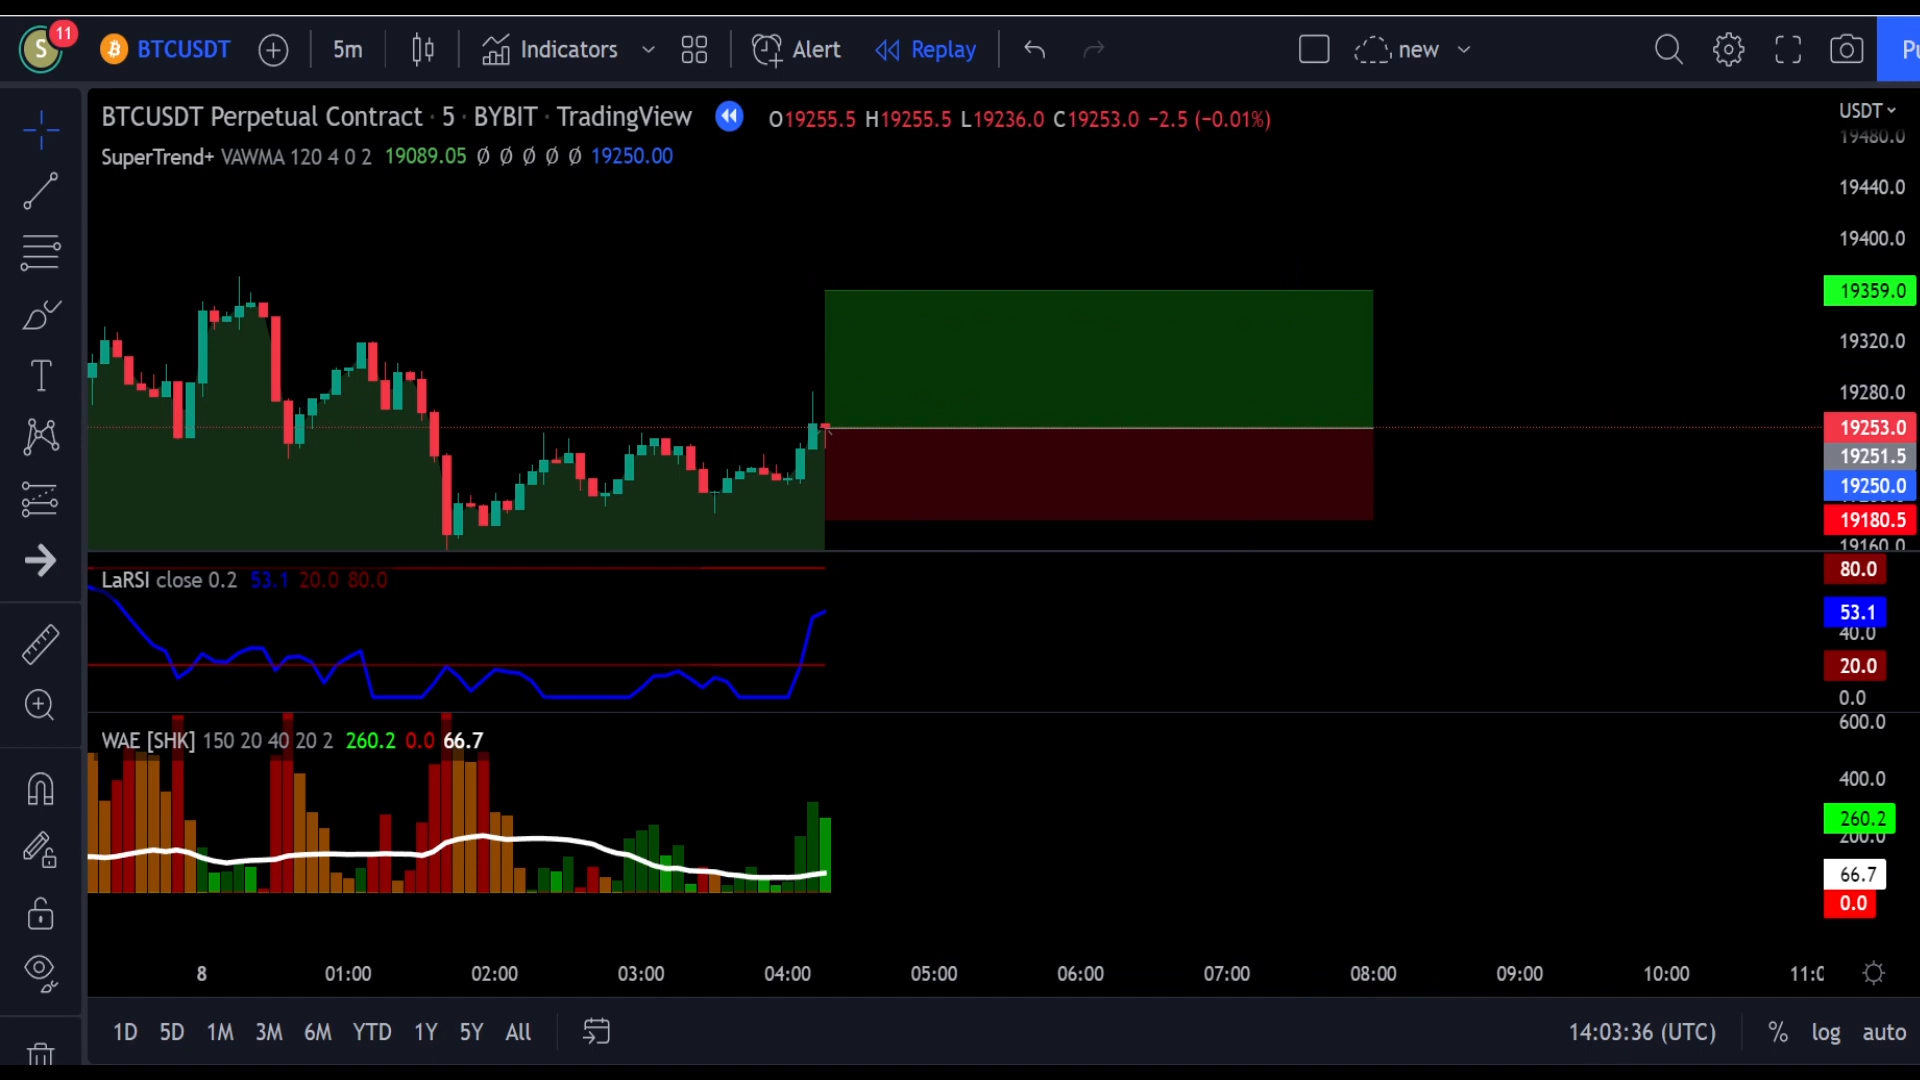 S 11 BTCUSDT 5m Indicators Alert Replay new Pu
BTCUSDT Perpetual Contract · 5 · BYBIT · TradingView O19255.5 H19255.5 L19236.0 C19253.0 −2.5 (−0.01%)
SuperTrend+ VAWMA 120 4 0 2 19089.05 Ø Ø Ø Ø Ø 19250.00
USDT
19480.0
19440.0
19400.0
19359.0
19320.0
19280.0
19253.0
19251.5
19250.0
19180.5
19160.0
LaRSI close 0.2 53.1 20.0 80.0
80.0
53.1
40.0
20.0
0.0
WAE [SHK] 150 20 40 20 2 260.2 0.0 66.7
600.0
400.0
260.2
200.0
66.7
0.0
8 01:00 02:00 03:00 04:00 05:00 06:00 07:00 08:00 09:00 10:00 11:0
1D 5D 1M 3M 6M YTD 1Y 5Y All 14:03:36 (UTC) % log auto